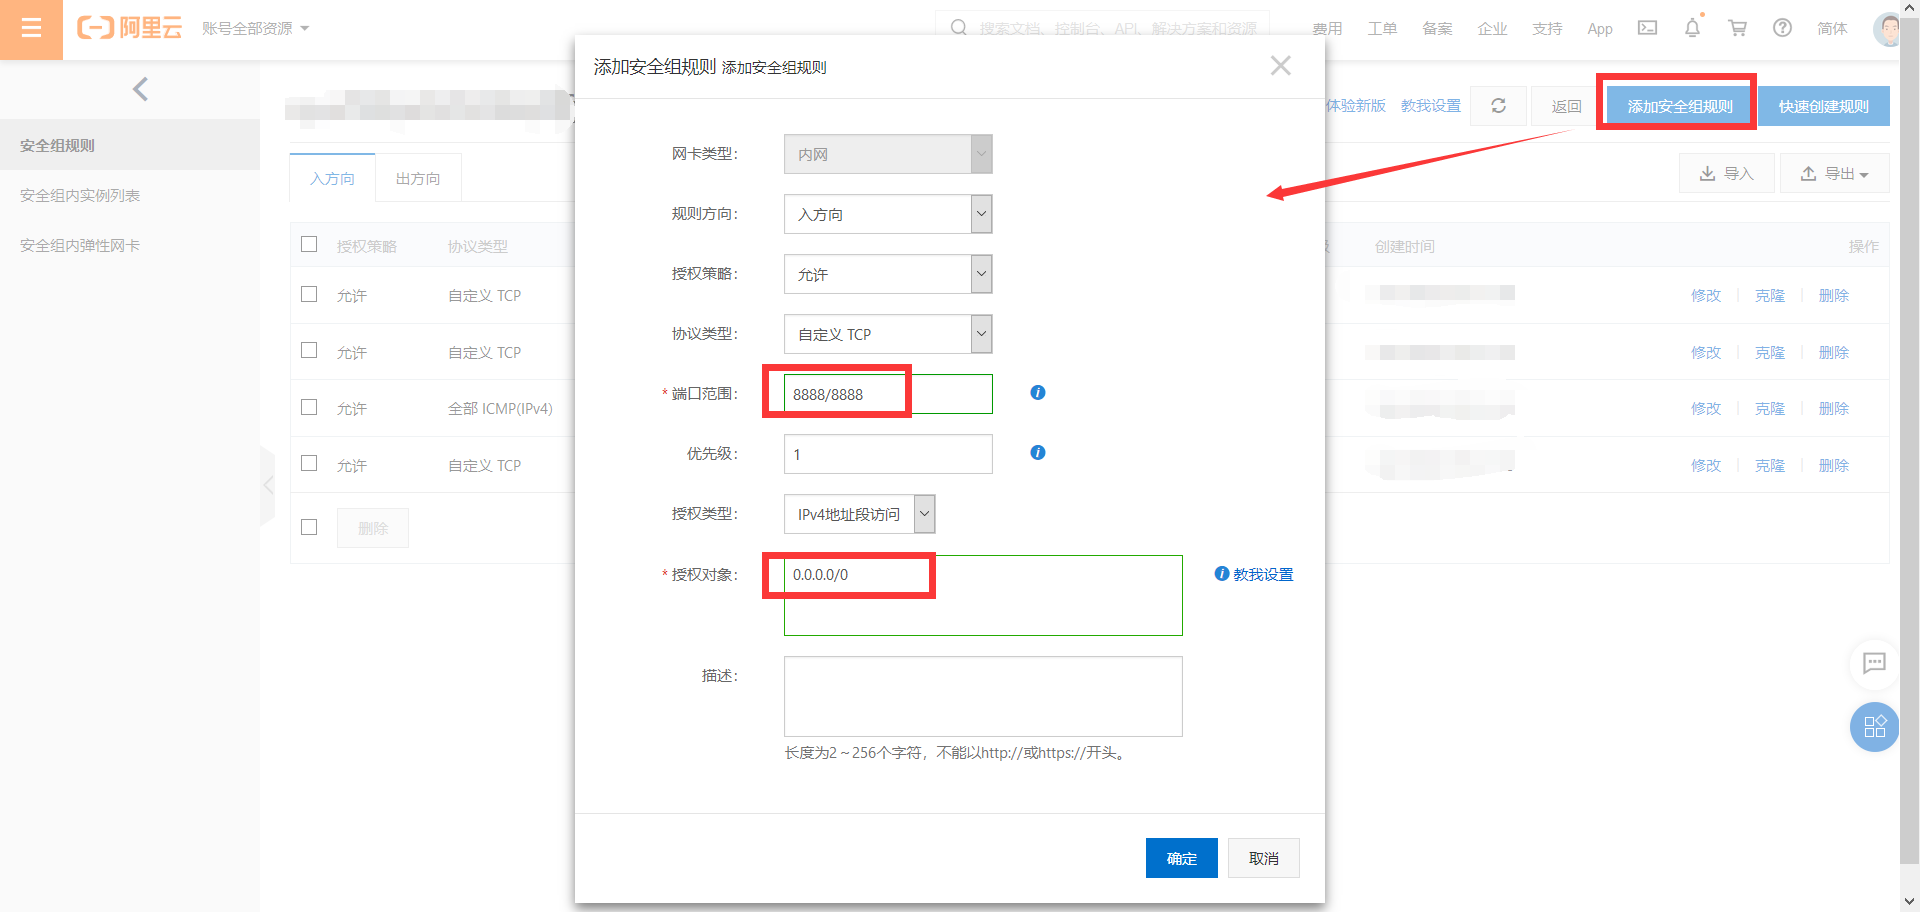 阿里云
账号全部资源
搜索文档、控制台、API、解决方案和资源
费用
工单
备案
企业
支持
App
简体
体验新版
教我设置
返回
添加安全组规则
快速创建规则
安全组规则
安全组内实例列表
安全组内弹性网卡
入方向
出方向
导入
导出
授权策略
协议类型
创建时间
操作
允许
自定义 TCP
修改
克隆
删除
允许
自定义 TCP
修改
克隆
删除
允许
全部 ICMP(IPv4)
修改
克隆
删除
允许
自定义 TCP
修改
克隆
删除
删除
添加安全组规则 添加安全组规则
网卡类型： 内网
规则方向： 入方向
授权策略： 允许
协议类型： 自定义 TCP
* 端口范围： 8888/8888
优先级： 1
授权类型： IPv4地址段访问
* 授权对象： 0.0.0.0/0
教我设置
描述：
长度为2～256个字符，不能以http://或https://开头。
确定
取消